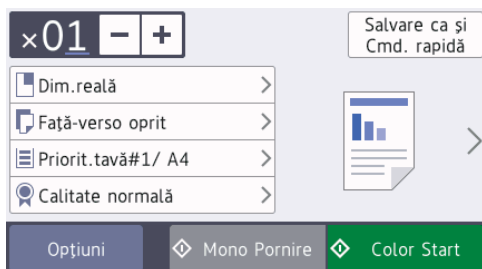 ×01 − +
Salvare ca și
Cmd. rapidă
Dim.reală
Față-verso oprit
Priorit.tavă#1/ A4
Calitate normală
Opțiuni
Mono Pornire
Color Start